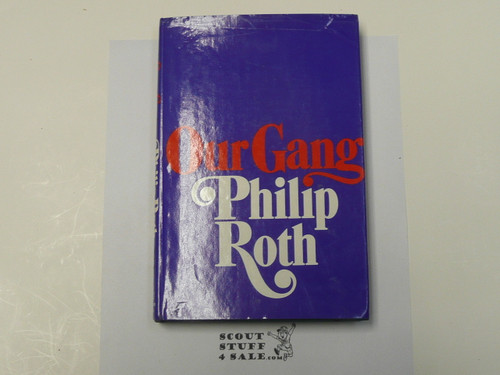 Our Gang
Philip
Roth
SCOUT
STUFF
4 SALE.COM